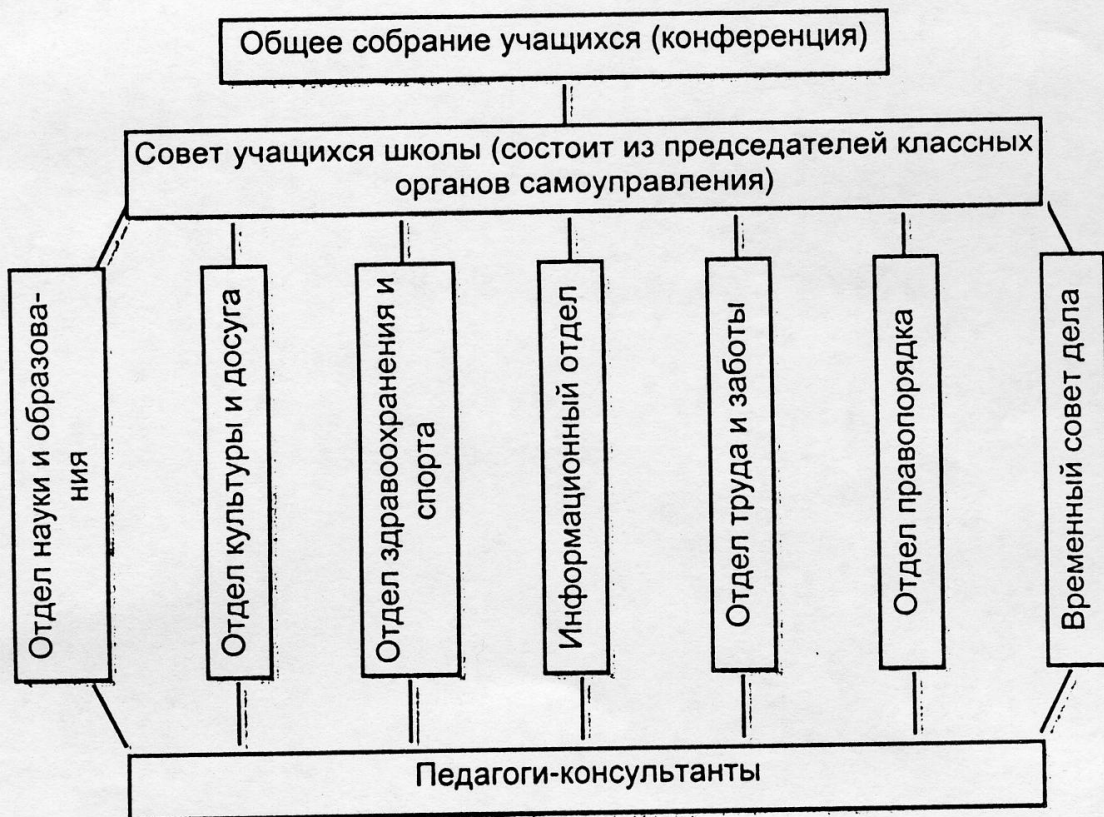 Общее собрание учащихся (конференция)
Совет учащихся школы (состоит из председателей классных
органов самоуправления)
Отдел науки и образова-
ния
Отдел культуры и досуга
Отдел здравоохранения и
спорта
Информационный отдел
Отдел труда и заботы
Отдел правопорядка
Временный совет дела
Педагоги-консультанты